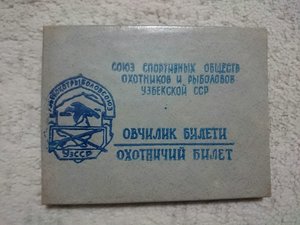 СОЮЗ СПОРТИВНЫХ ОБЩЕСТВ
ОХОТНИКОВ И РЫБОЛОВОВ
УЗБЕКСКОЙ ССР
УзССР
ОВЧИЛИК БИЛЕТИ
ОХОТНИЧИЙ БИЛЕТ